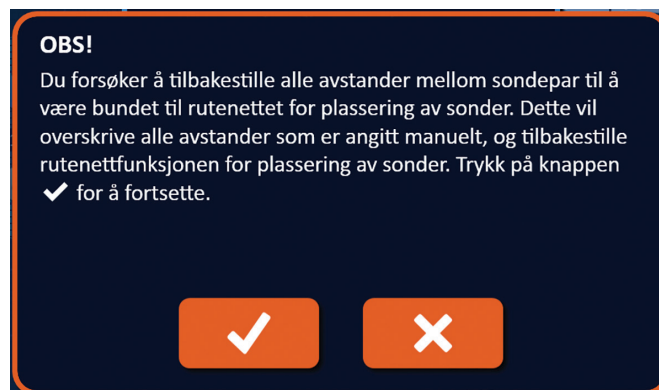 OBS!
Du forsøker å tilbakestille alle avstander mellom sondepar til å
være bundet til rutenettet for plassering av sonder. Dette vil
overskrive alle avstander som er angitt manuelt, og tilbakestille
rutenettfunksjonen for plassering av sonder. Trykk på knappen
✔ for å fortsette.